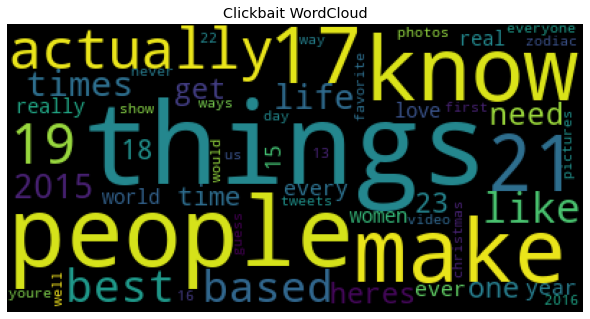 Clickbait WordCloud
actually 17 know
22 way photos real everyone zodiac
times never get life favorite
really show ways love first need
19 18 things 15 21 pictures
would us day 13
2015 world time every tweets 23 like
people guess women video christmas make
youre well best 16 based heres ever one year 2016